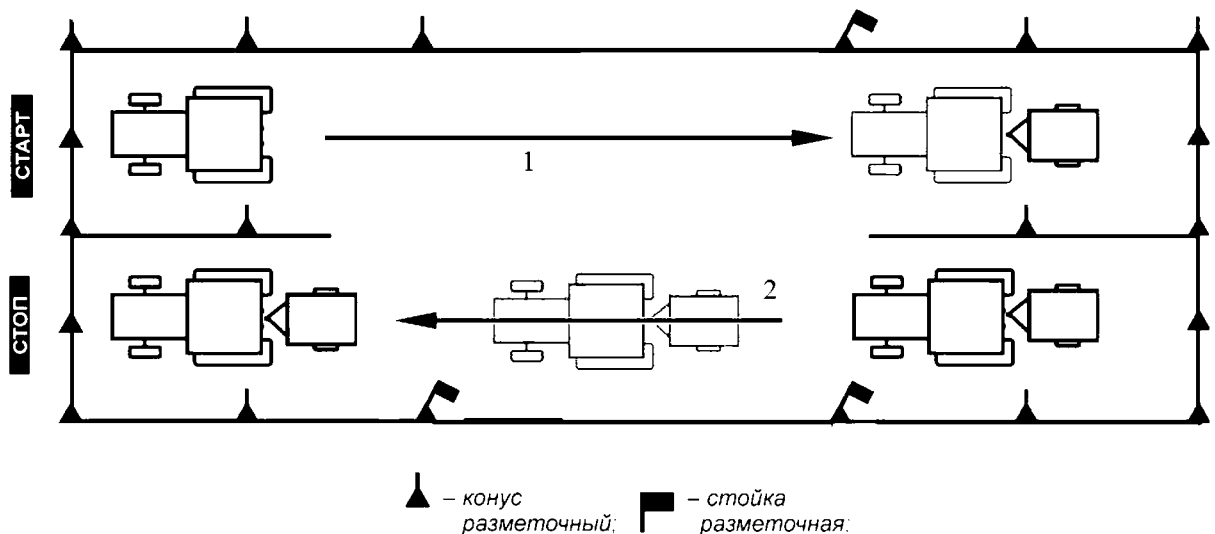 СТАРТ
1
СТОП
2
– конус
разметочный;
– стойка
разметочная: